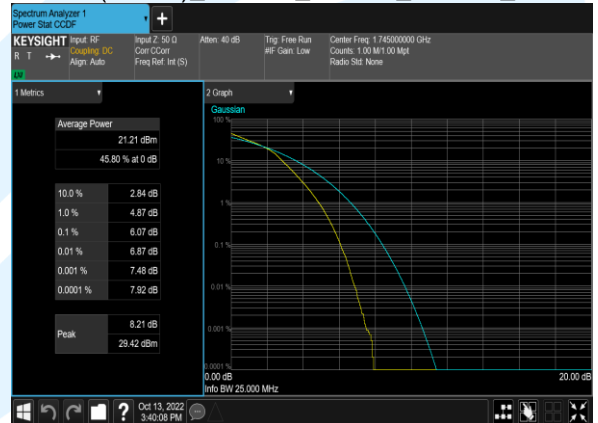 Spectrum Analyzer 1
Power Stat CCDF
KEYSIGHT
R T
LXI
Input: RF
Coupling: DC
Align: Auto
Input Z: 50 Ω
Corr CCorr
Freq Ref: Int (S)
Atten: 40 dB
Trig: Free Run
#IF Gain: Low
Center Freq: 1.745000000 GHz
Counts: 1.00 M/1.00 Mpt
Radio Std: None
1 Metrics
Average Power
21.21 dBm
45.80 % at 0 dB
10.0 % 2.84 dB
1.0 % 4.87 dB
0.1 % 6.07 dB
0.01 % 6.87 dB
0.001 % 7.48 dB
0.0001 % 7.92 dB
Peak
8.21 dB
29.42 dBm
2 Graph
Gaussian
100 %
10 %
1 %
0.1 %
0.01 %
0.001 %
0.0001 %
0.00 dB
20.00 dB
Info BW 25.000 MHz
Oct 13, 2022
3:40:08 PM